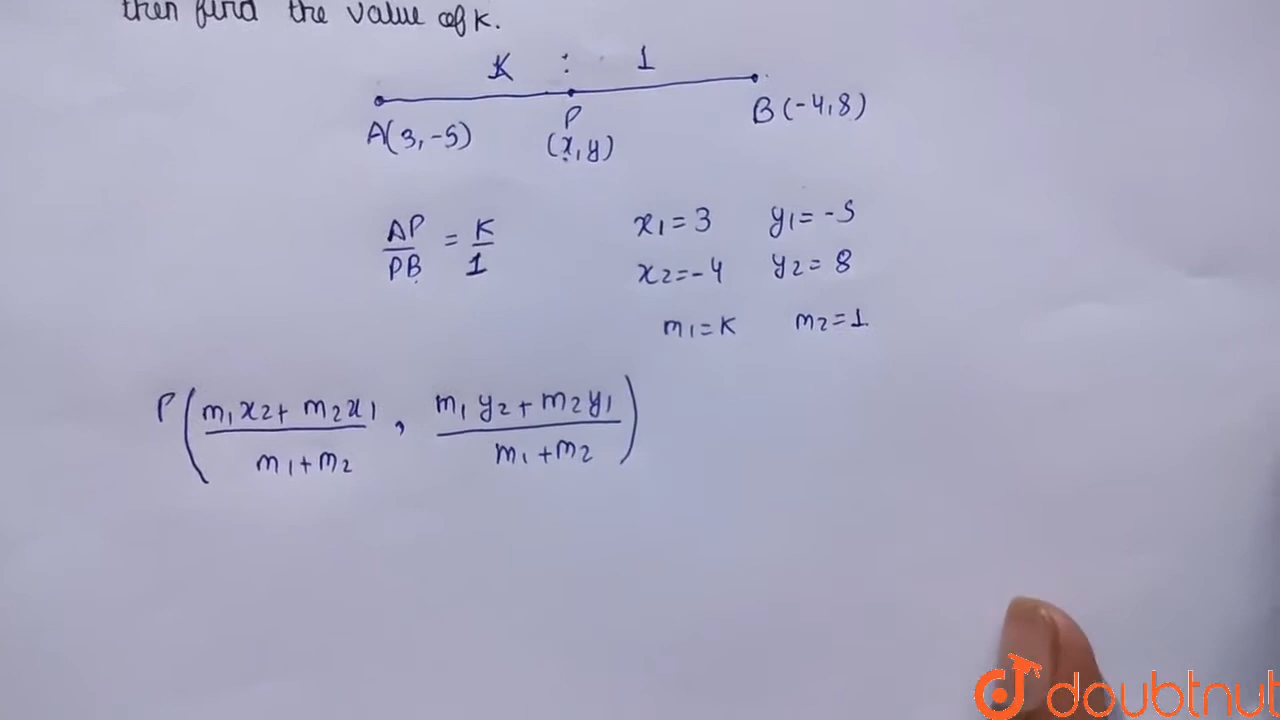 then find the value of K.
K : 1
A(3,-5) P B(-4,8)
(x,y)
AP/PB = K/1
x1=3 y1=-5
x2=-4 y2=8
m1=K m2=1
P(m1x2+m2x1/m1+m2, m1y2+m2y1/m1+m2)
doubtnut